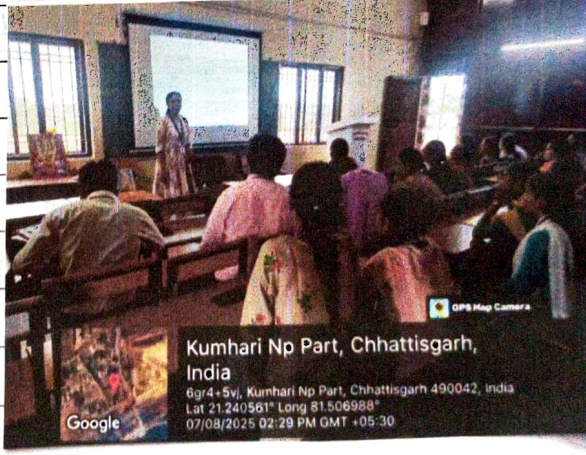 GPS Map Camera
Kumhari Np Part, Chhattisgarh,
India
6gr4+5vj, Kumhari Np Part, Chhattisgarh 490042, India
Lat 21.240561° Long 81.506988°
07/08/2025 02:29 PM GMT +05:30
Google